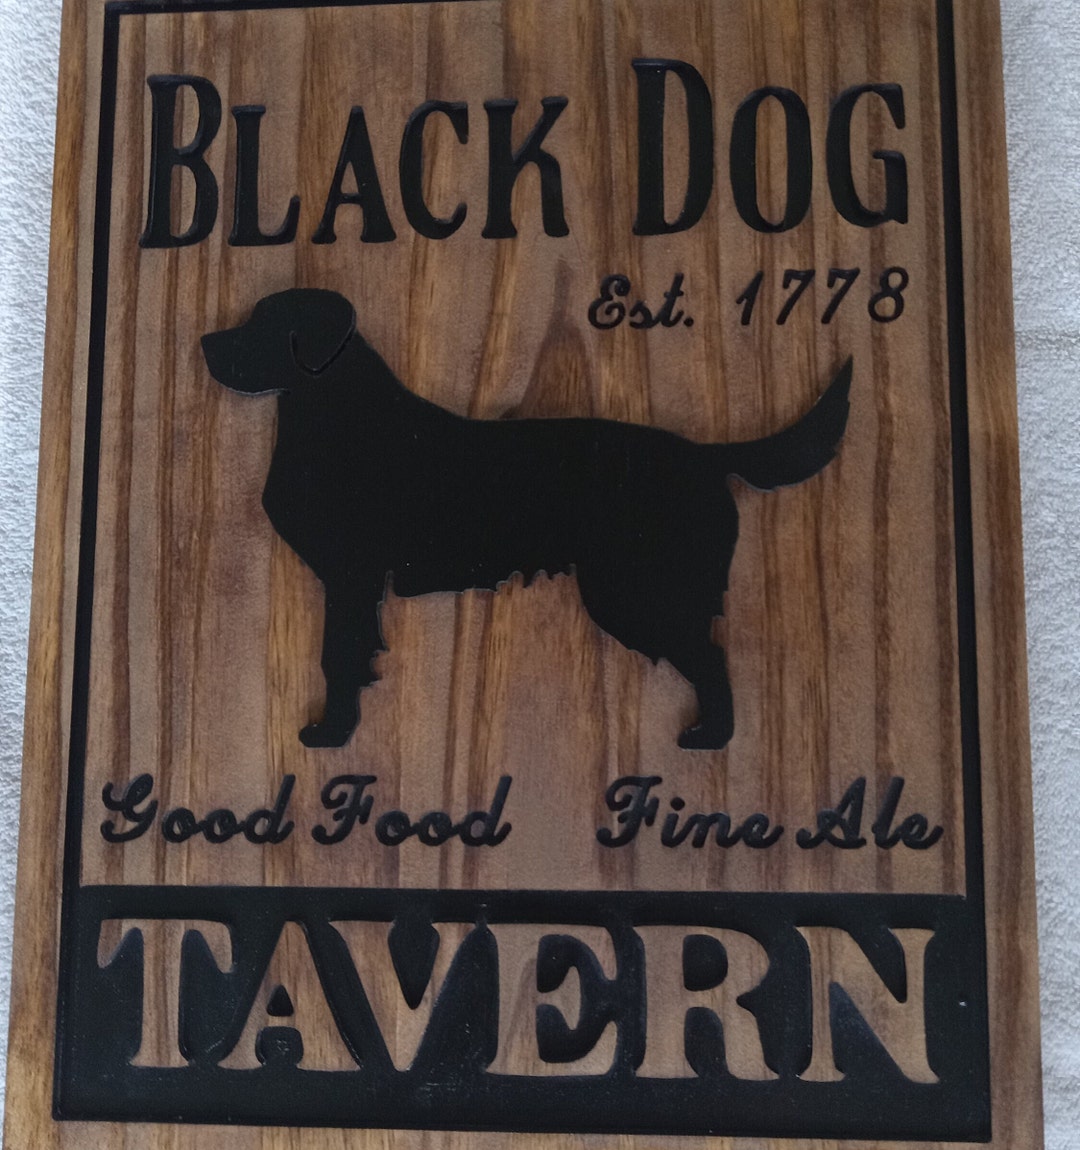 Black Dog
Est. 1778
Good Food Fine Ale
TAVERN